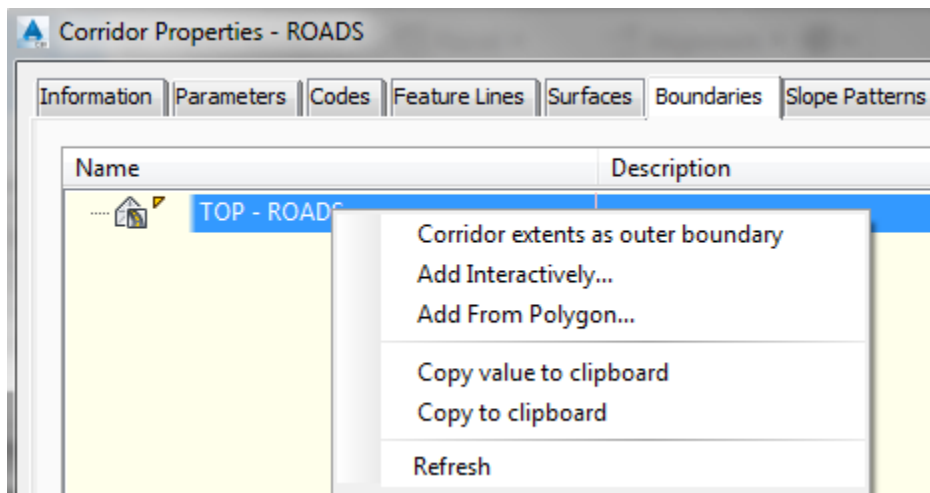 Corridor Properties - ROADS
Information Parameters Codes Feature Lines Surfaces Boundaries Slope Patterns
Name Description
TOP - ROADS
Corridor extents as outer boundary
Add Interactively...
Add From Polygon...
Copy value to clipboard
Copy to clipboard
Refresh